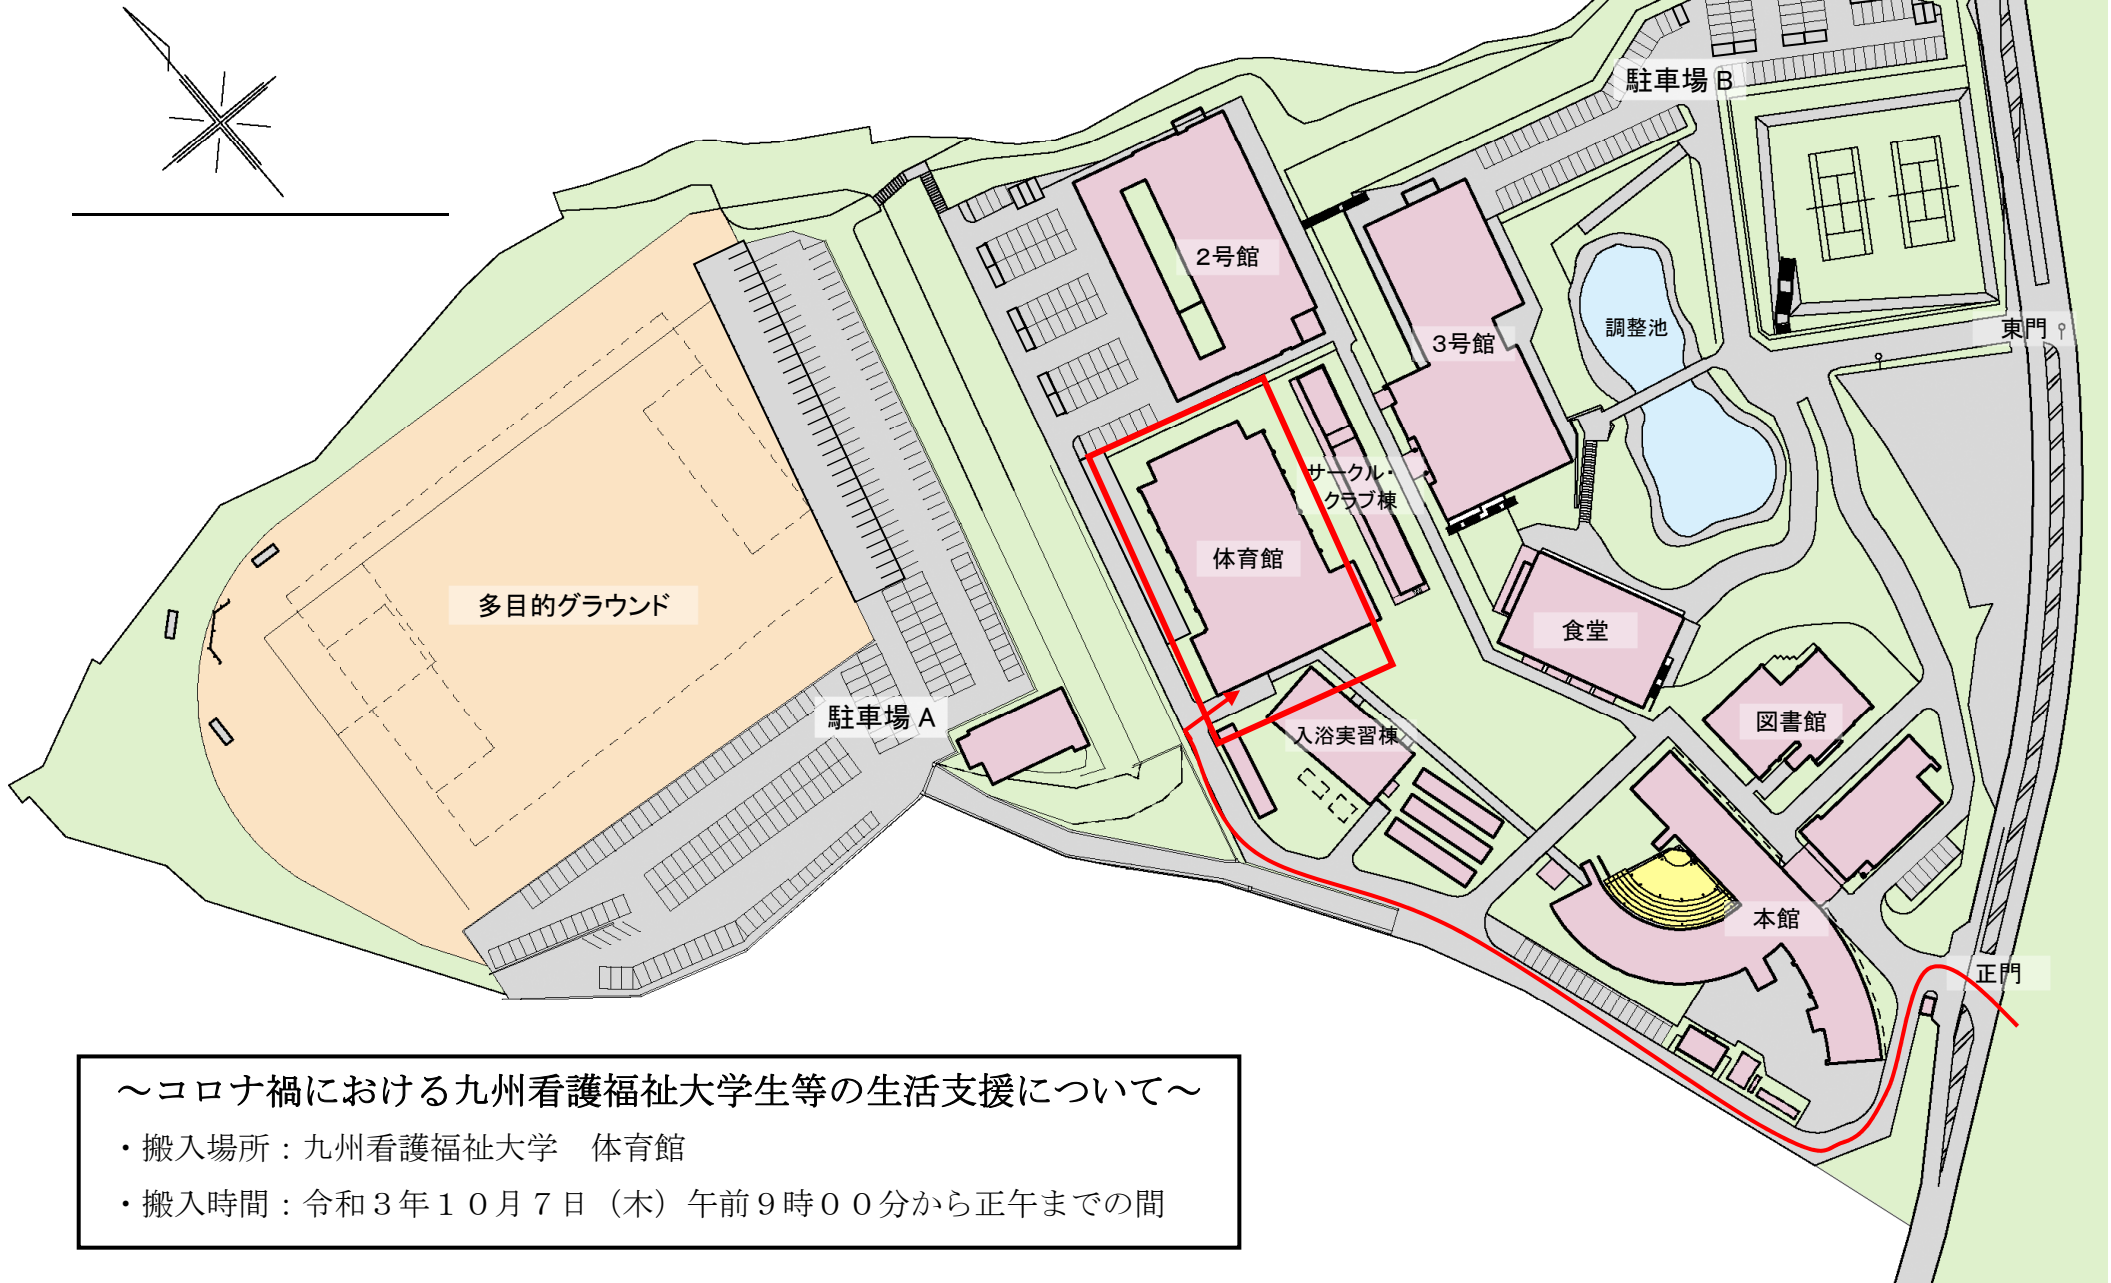 駐車場 B
2号館
3号館
調整池
東門
サークル・
クラブ棟
体育館
多目的グラウンド
食堂
駐車場 A
図書館
入浴実習棟
本館
正門
～コロナ禍における九州看護福祉大学生等の生活支援について～
・搬入場所：九州看護福祉大学　体育館
・搬入時間：令和３年１０月７日（木）午前９時００分から正午までの間